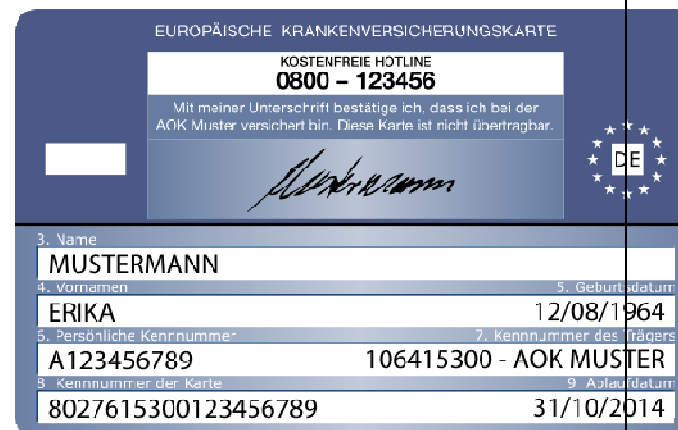 EUROPÄISCHE KRANKENVERSICHERUNGSKARTE
KOSTENFREIE HOTLINE
0800 – 123456
Mit meiner Unterschrift bestätige ich, dass ich bei der
AOK Muster versichert bin. Diese Karte ist nicht übertragbar.
Mustermann
DE
3. Name
MUSTERMANN
4. Vornamen 5. Geburtsdatum
ERIKA 12/08/1964
6. Persönliche Kennnummer 7. Kennnummer des Trägers
A123456789 106415300 - AOK MUSTER
8 Kennnummer der Karte 9 Ablaufdatum
8027615300123456789 31/10/2014